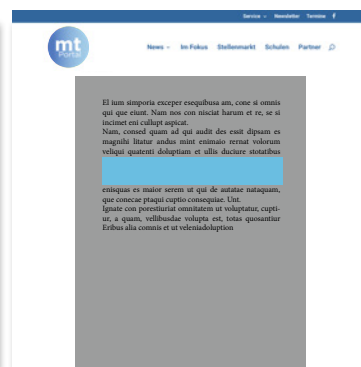 Service Newsletter Termine f
mt
Portal
News Im Fokus Stellenmarkt Schulen Partner
El ium simporia exceper esequibusa am, cone si omnis
qui que eiunt. Nam nos con nisciat harum et re, se si
incimet eni cullupt aspicat.
Nam, consed quam ad qui audit des essit dipsam es
magnihi litatur andus mint enimaio rernat volorum
veliqui quatenti doluptiam et ullis duciure stotatibus
enisquas es maior serem ut qui de autatae nataquam,
que conecae ptaqui cuptio consequiae. Unt.
Ignate con porestiuriat omnitatem ut voluptatur, cupti-
ur, a quam, vellibusdae volupta est, totas quosantiur
Eribus alia comnis et ut veleniadoluption